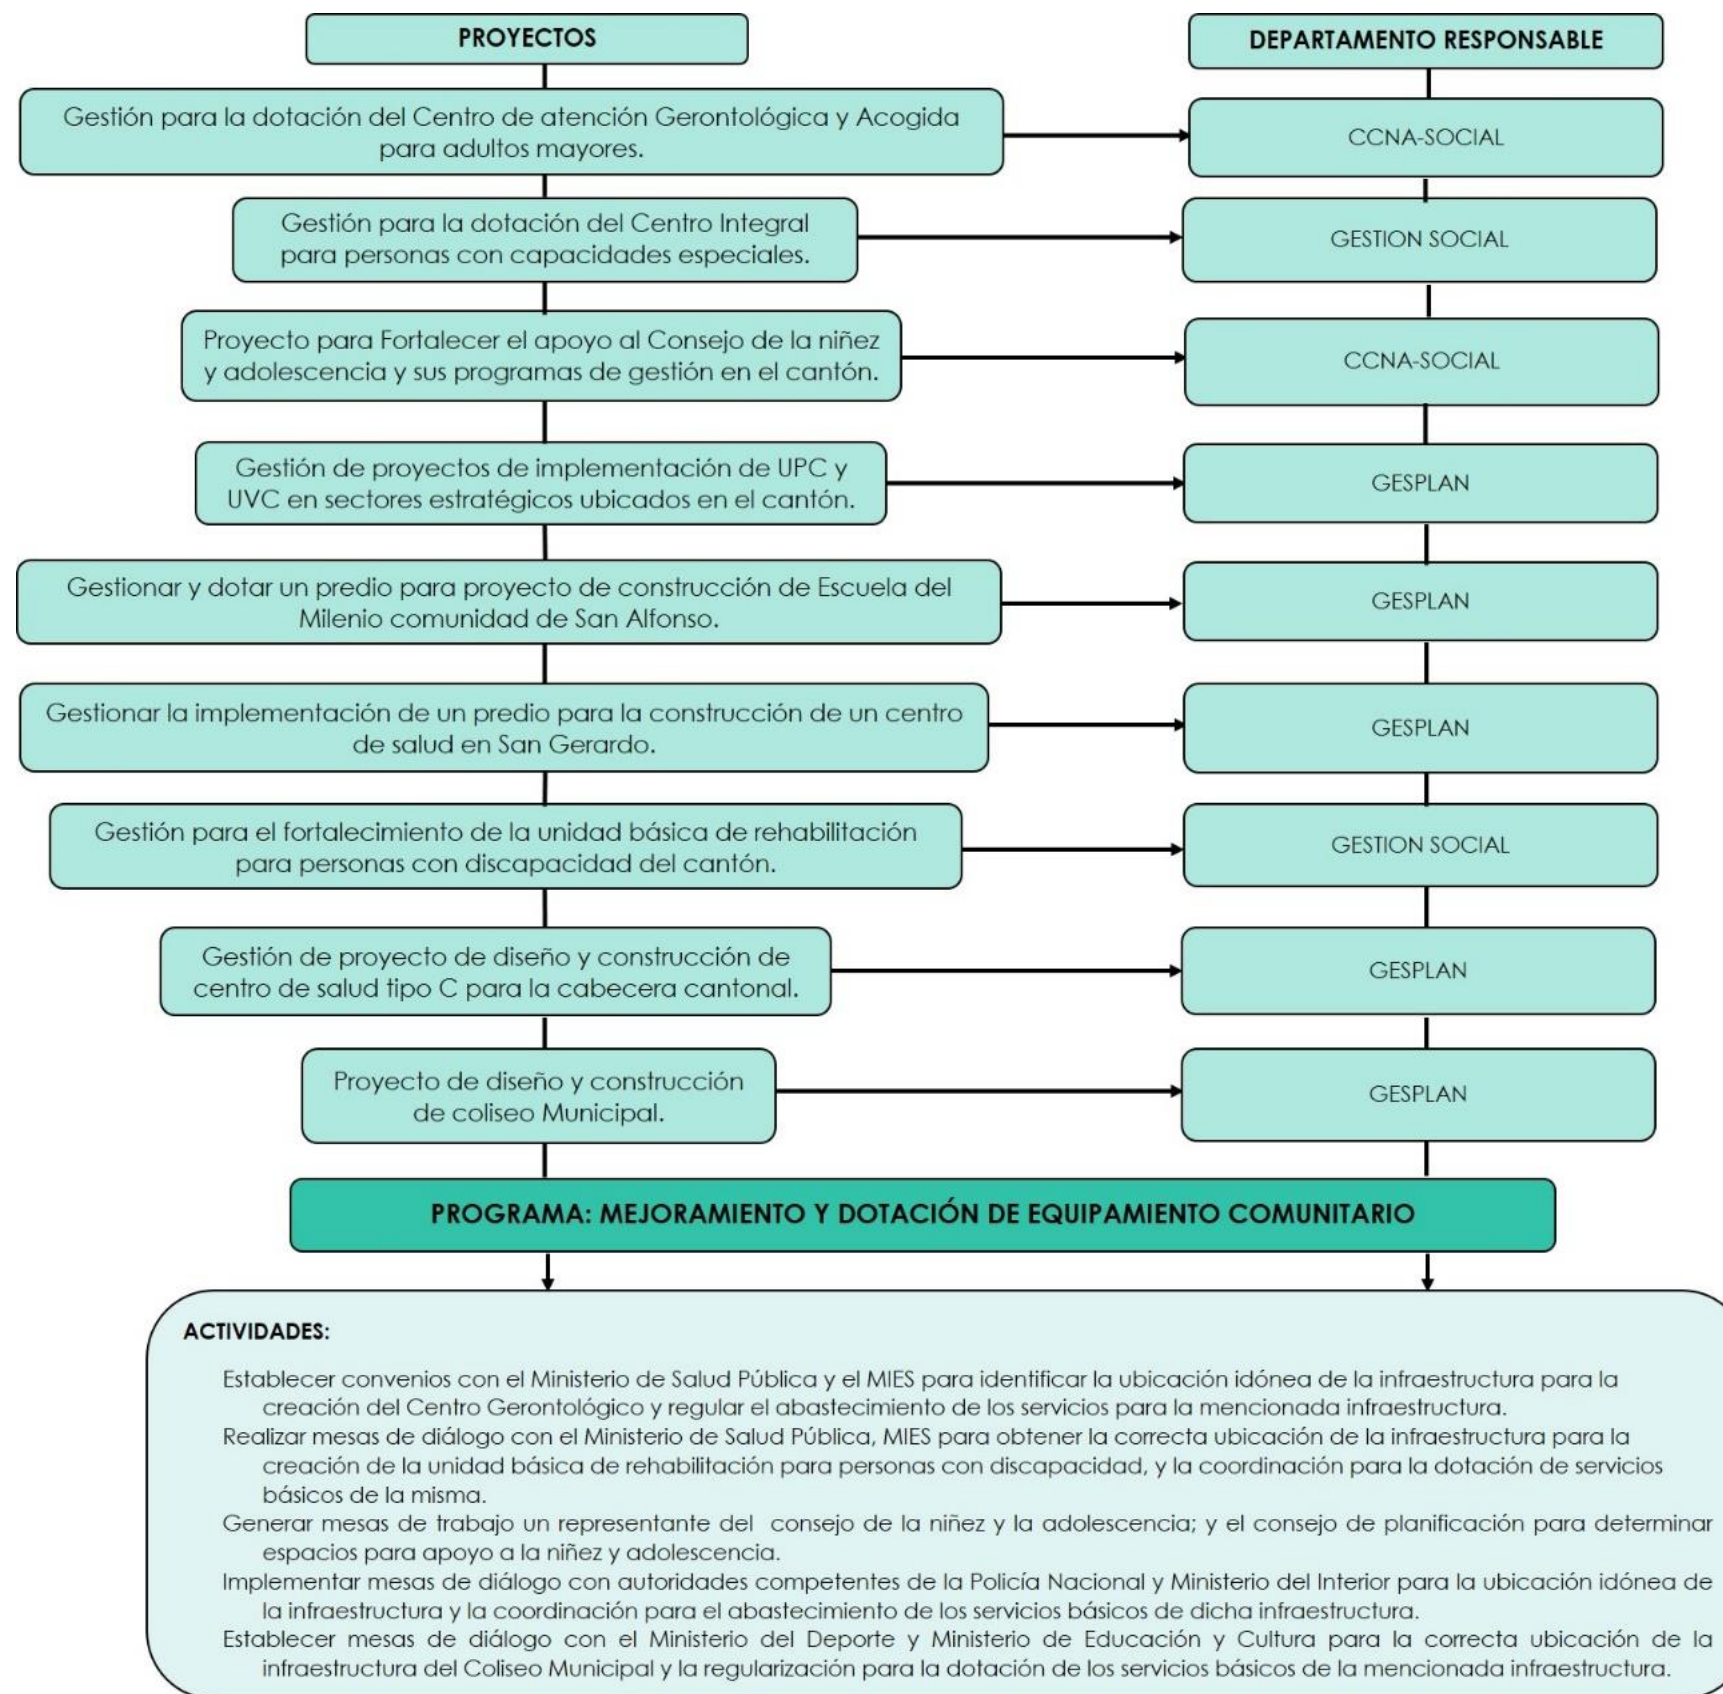 PROYECTOS
DEPARTAMENTO RESPONSABLE
Gestión para la dotación del Centro de atención Gerontológica y Acogida
para adultos mayores.
CCNA-SOCIAL
Gestión para la dotación del Centro Integral
para personas con capacidades especiales.
GESTION SOCIAL
Proyecto para Fortalecer el apoyo al Consejo de la niñez
y adolescencia y sus programas de gestión en el cantón.
CCNA-SOCIAL
Gestión de proyectos de implementación de UPC y
UVC en sectores estratégicos ubicados en el cantón.
GESPLAN
Gestionar y dotar un predio para proyecto de construcción de Escuela del
Milenio comunidad de San Alfonso.
GESPLAN
Gestionar la implementación de un predio para la construcción de un centro
de salud en San Gerardo.
GESPLAN
Gestión para el fortalecimiento de la unidad básica de rehabilitación
para personas con discapacidad del cantón.
GESTION SOCIAL
Gestión de proyecto de diseño y construcción de
centro de salud tipo C para la cabecera cantonal.
GESPLAN
Proyecto de diseño y construcción
de coliseo Municipal.
GESPLAN
PROGRAMA: MEJORAMIENTO Y DOTACIÓN DE EQUIPAMIENTO COMUNITARIO
ACTIVIDADES:
Establecer convenios con el Ministerio de Salud Pública y el MIES para identificar la ubicación idónea de la infraestructura para la
creación del Centro Gerontológico y regular el abastecimiento de los servicios para la mencionada infraestructura.
Realizar mesas de diálogo con el Ministerio de Salud Pública, MIES para obtener la correcta ubicación de la infraestructura para la
creación de la unidad básica de rehabilitación para personas con discapacidad, y la coordinación para la dotación de servicios
básicos de la misma.
Generar mesas de trabajo un representante del consejo de la niñez y la adolescencia; y el consejo de planificación para determinar
espacios para apoyo a la niñez y adolescencia.
Implementar mesas de diálogo con autoridades competentes de la Policía Nacional y Ministerio del Interior para la ubicación idónea de
la infraestructura y la coordinación para el abastecimiento de los servicios básicos de dicha infraestructura.
Establecer mesas de diálogo con el Ministerio del Deporte y Ministerio de Educación y Cultura para la correcta ubicación de la
infraestructura del Coliseo Municipal y la regularización para la dotación de los servicios básicos de la mencionada infraestructura.